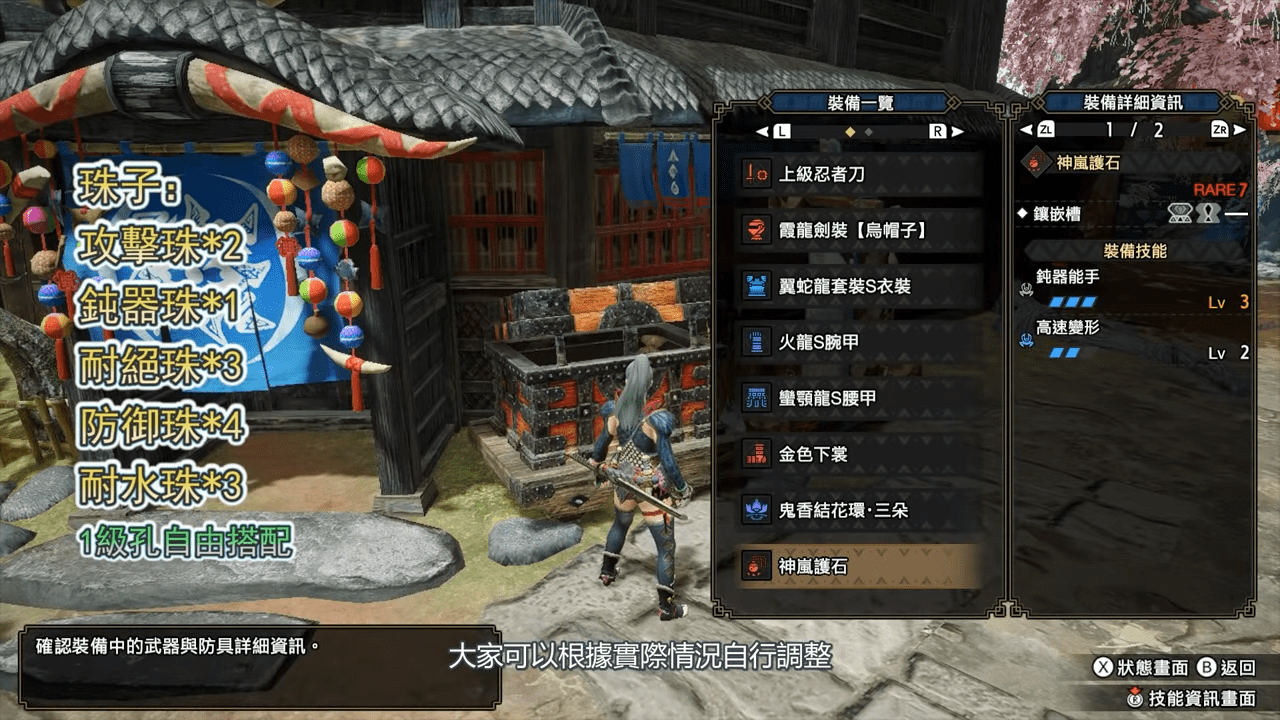 珠子:
攻擊珠*2
鈍器珠*1
耐絕珠*3
防御珠*4
耐水珠*3
1級孔自由搭配
裝備一覽
L
R
上級忍者刀
霞龍劍裝【烏帽子】
翼蛇龍套裝S衣裝
火龍S腕甲
蠻顎龍S腰甲
金色下裳
鬼香結花環·三朵
神嵐護石
裝備詳細資訊
ZL 1 / 2 ZR
神嵐護石
RARE 7
鑲嵌槽
裝備技能
鈍器能手
Lv 3
高速變形
Lv 2
確認裝備中的武器與防具詳細資訊。
大家可以根據實際情況自行調整
X 狀態畫面 B 返回
R 技能資訊畫面